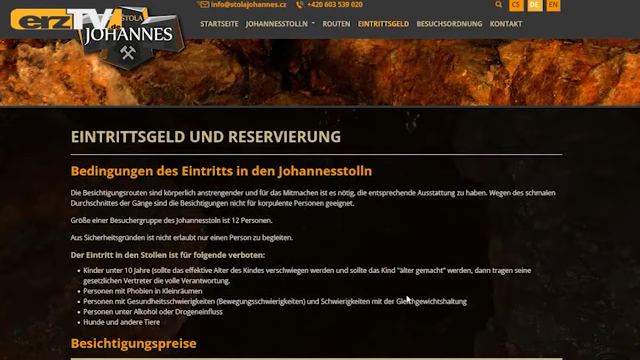 erzTV
info@stolajohannes.cz +420 603 539 020 CS DE EN
ŠTOLA
JOHANNES
STARTSEITE JOHANNESSTOLLN ROUTEN EINTRITTSGELD BESUCHSORDNUNG KONTAKT
EINTRITTSGELD UND RESERVIERUNG
Bedingungen des Eintritts in den Johannesstolln
Die Besichtigungsrouten sind körperlich anstrengender und für das Mitmachen ist es nötig, die entsprechende Ausstattung zu haben. Wegen des schmalen
Durchschnittes der Gänge sind die Besichtigungen nicht für korpulente Personen geeignet.
Größe einer Besuchergruppe des Johannesstoln ist 12 Personen.
Aus Sicherheitsgründen ist nicht erlaubt nur einen Person zu begleiten.
Der Eintritt in den Stollen ist für folgende verboten:
• Kinder unter 10 Jahre (sollte das effektive Alter des Kindes verschwiegen werden und sollte das Kind "älter gemacht" werden, dann tragen seine
gesetzlichen Vertreter die volle Verantwortung.
• Personen mit Phobien in Kleinräumen
• Personen mit Gesundheitsschwierigkeiten (Bewegungsschwierigkeiten) und Schwierigkeiten mit der Gleichgewichtshaltung
• Personen unter Alkohol oder Drogeneinfluss
• Hunde und andere Tiere
Besichtigungspreise